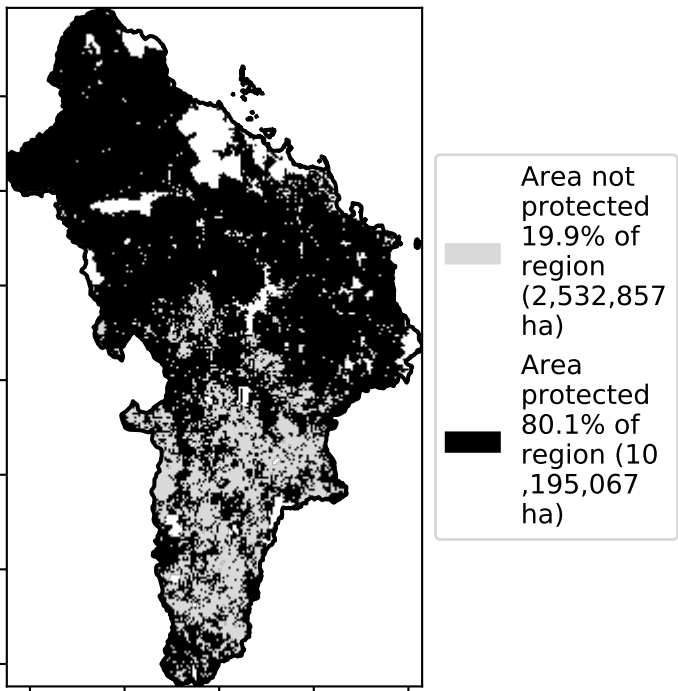 Area not
protected
19.9% of
region
(2,532,857
ha)
Area
protected
80.1% of
region (10
,195,067
ha)